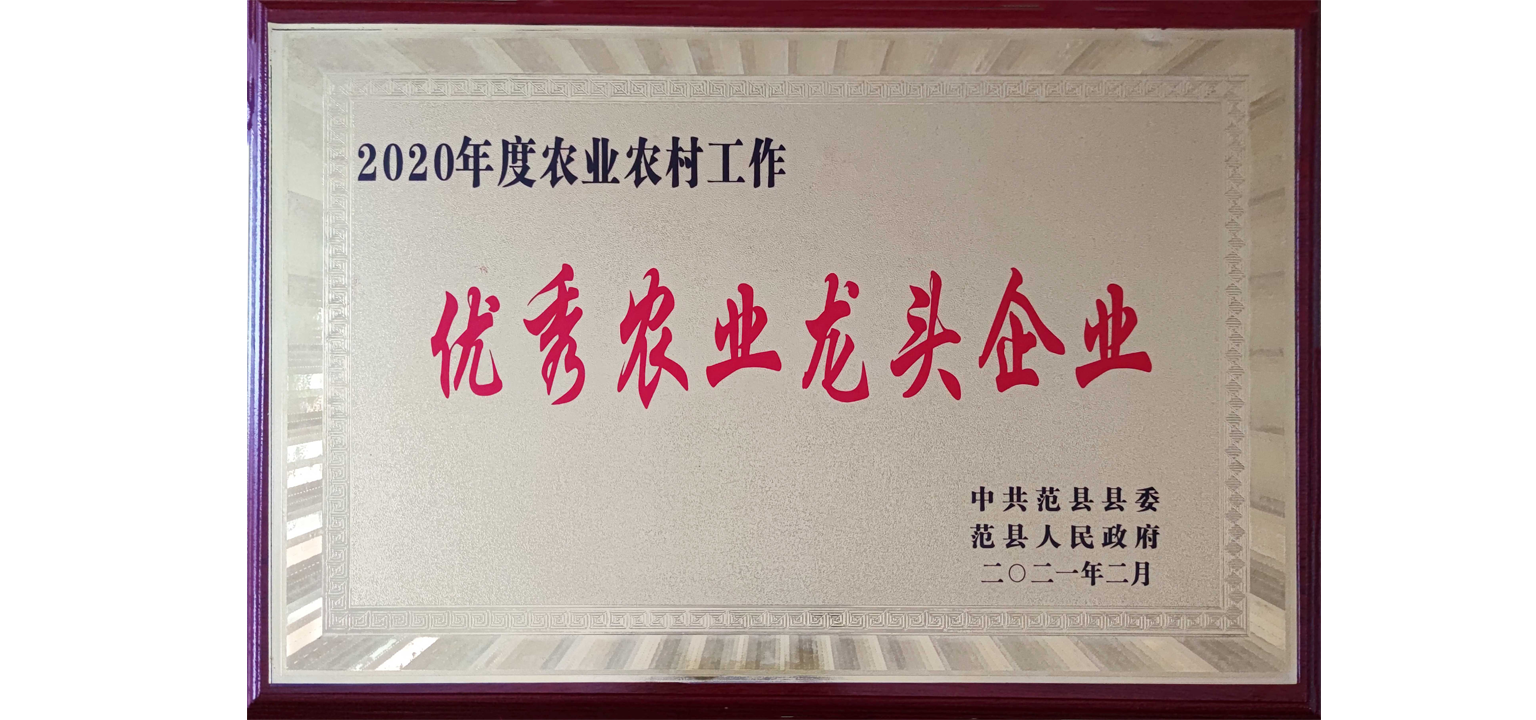 2020年度农业农村工作
优秀农业龙头企业
中共范县县委
范县人民政府
二〇二一年二月